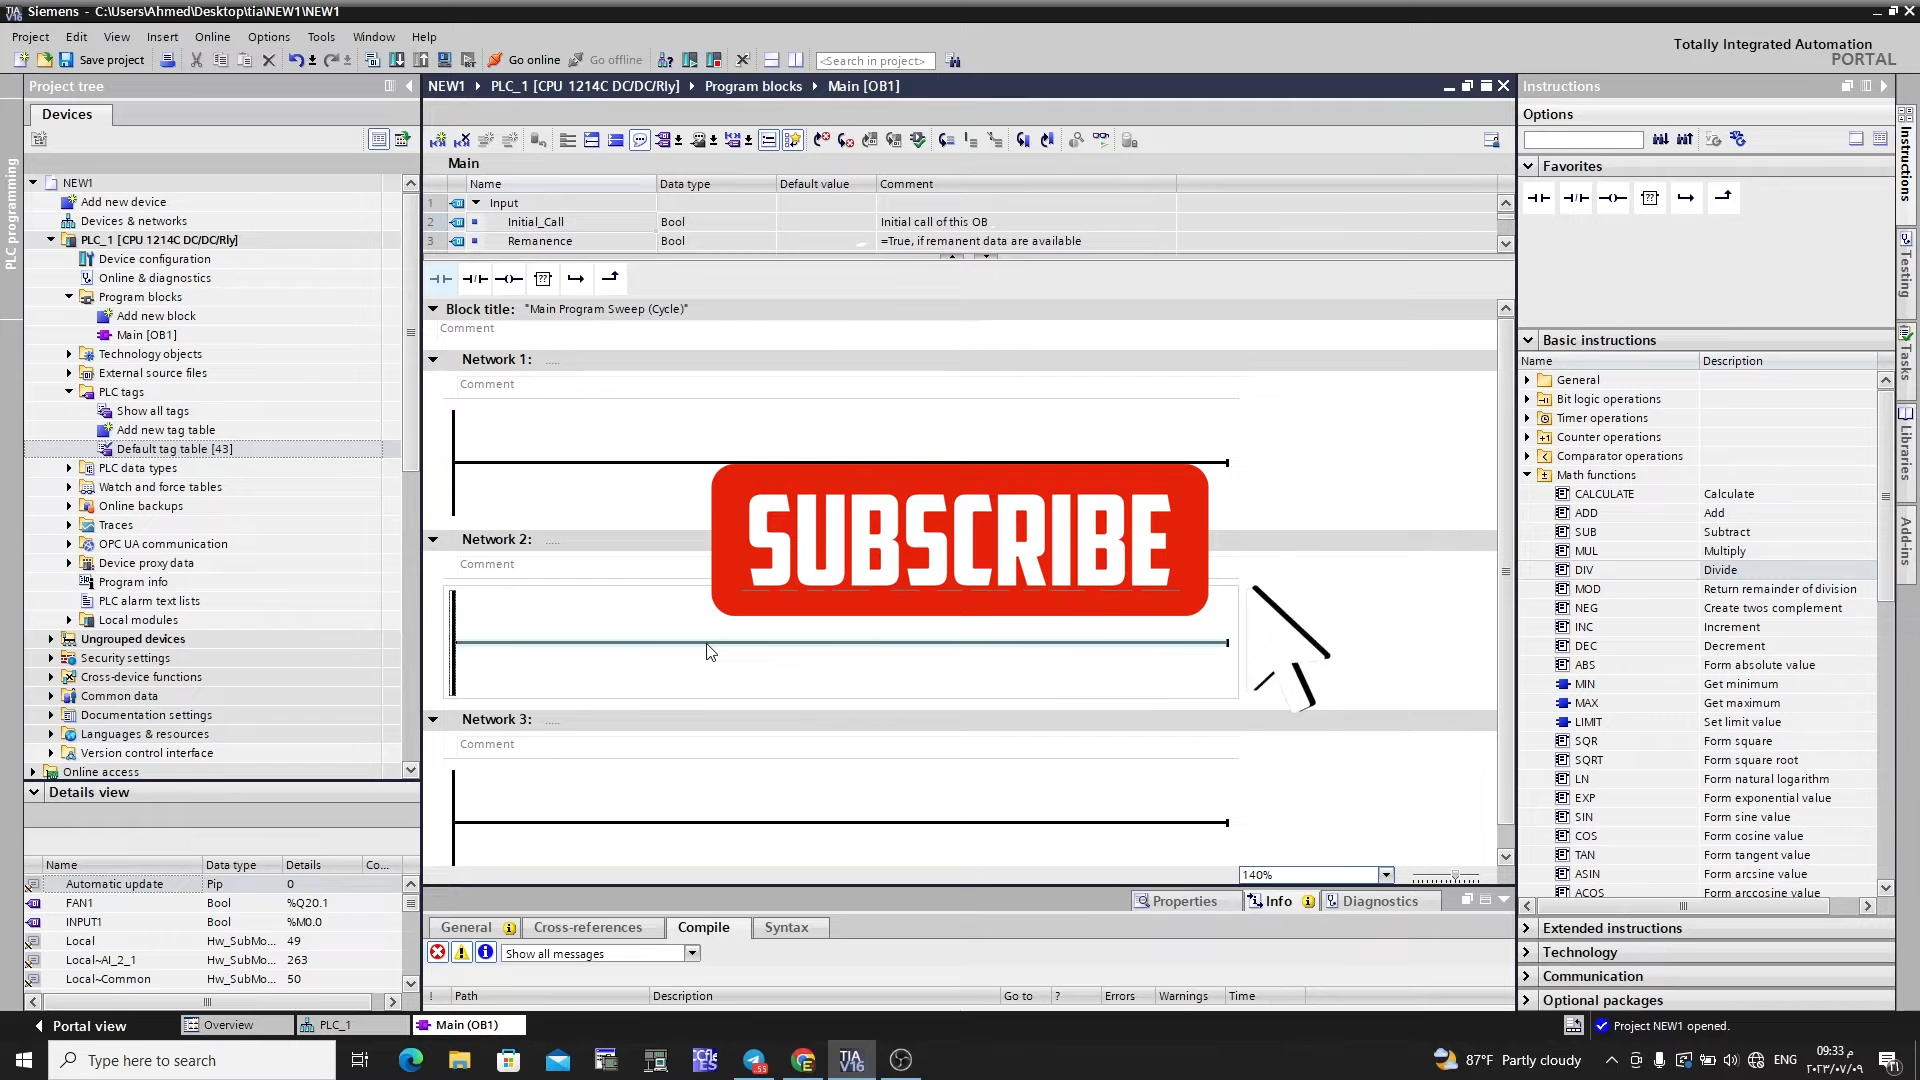 Siemens - C:\Users\Ahmed\Desktop\tia\NEW1\NEW1
Project Edit View Insert Online Options Tools Window Help
Totally Integrated Automation
PORTAL
Save project Go online Go offline <Search in project>
Project tree
Devices
PLC programming
NEW1
Add new device
Devices & networks
PLC_1 [CPU 1214C DC/DC/Rly]
Device configuration
Online & diagnostics
Program blocks
Add new block
Main [OB1]
Technology objects
External source files
PLC tags
Show all tags
Add new tag table
Default tag table [43]
PLC data types
Watch and force tables
Online backups
Traces
OPC UA communication
Device proxy data
Program info
PLC alarm text lists
Local modules
Ungrouped devices
Security settings
Cross-device functions
Common data
Documentation settings
Languages & resources
Version control interface
Online access
Details view
Name Data type Details Co...
Automatic update Pip 0
FAN1 Bool %Q20.1
INPUT1 Bool %M0.0
Local Hw_SubMo... 49
Local~AI_2_1 Hw_SubMo... 263
Local~Common Hw_SubMo... 50
NEW1 PLC_1 [CPU 1214C DC/DC/Rly] Program blocks Main [OB1]
Main
Name Data type Default value Comment
1 Input
2 Initial_Call Bool Initial call of this OB
3 Remanence Bool =True, if remanent data are available
Block title: "Main Program Sweep (Cycle)"
Comment
Network 1: .....
Comment
Network 2: .....
Comment
SUBSCRIBE
Network 3: .....
Comment
140%
Properties Info Diagnostics
General Cross-references Compile Syntax
Show all messages
! Path Description Go to ? Errors Warnings Time
Instructions
Options
Favorites
Basic instructions
Name Description
General
Bit logic operations
Timer operations
Counter operations
Comparator operations
Math functions
CALCULATE Calculate
ADD Add
SUB Subtract
MUL Multiply
DIV Divide
MOD Return remainder of division
NEG Create twos complement
INC Increment
DEC Decrement
ABS Form absolute value
MIN Get minimum
MAX Get maximum
LIMIT Set limit value
SQR Form square
SQRT Form square root
LN Form natural logarithm
EXP Form exponential value
SIN Form sine value
COS Form cosine value
TAN Form tangent value
ASIN Form arcsine value
ACOS Form arccosine value
Extended instructions
Technology
Communication
Optional packages
Instructions
Testing
Tasks
Libraries
Add-ins
Portal view Overview PLC_1 Main (OB1)
Project NEW1 opened.
Type here to search
87°F Partly cloudy
ENG
09:33 م
٢٠٢٣/٠٧/٠٩